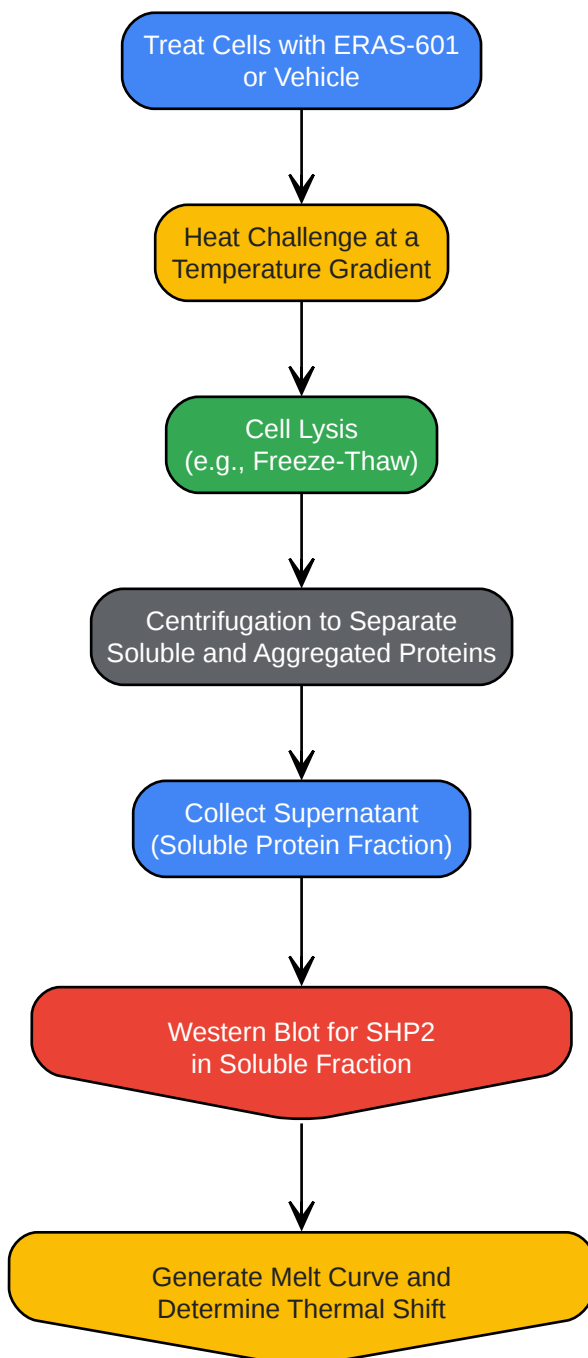 Treat Cells with ERAS-601
or Vehicle
Heat Challenge at a
Temperature Gradient
Cell Lysis
(e.g., Freeze-Thaw)
Centrifugation to Separate
Soluble and Aggregated Proteins
Collect Supernatant
(Soluble Protein Fraction)
Western Blot for SHP2
in Soluble Fraction
Generate Melt Curve and
Determine Thermal Shift